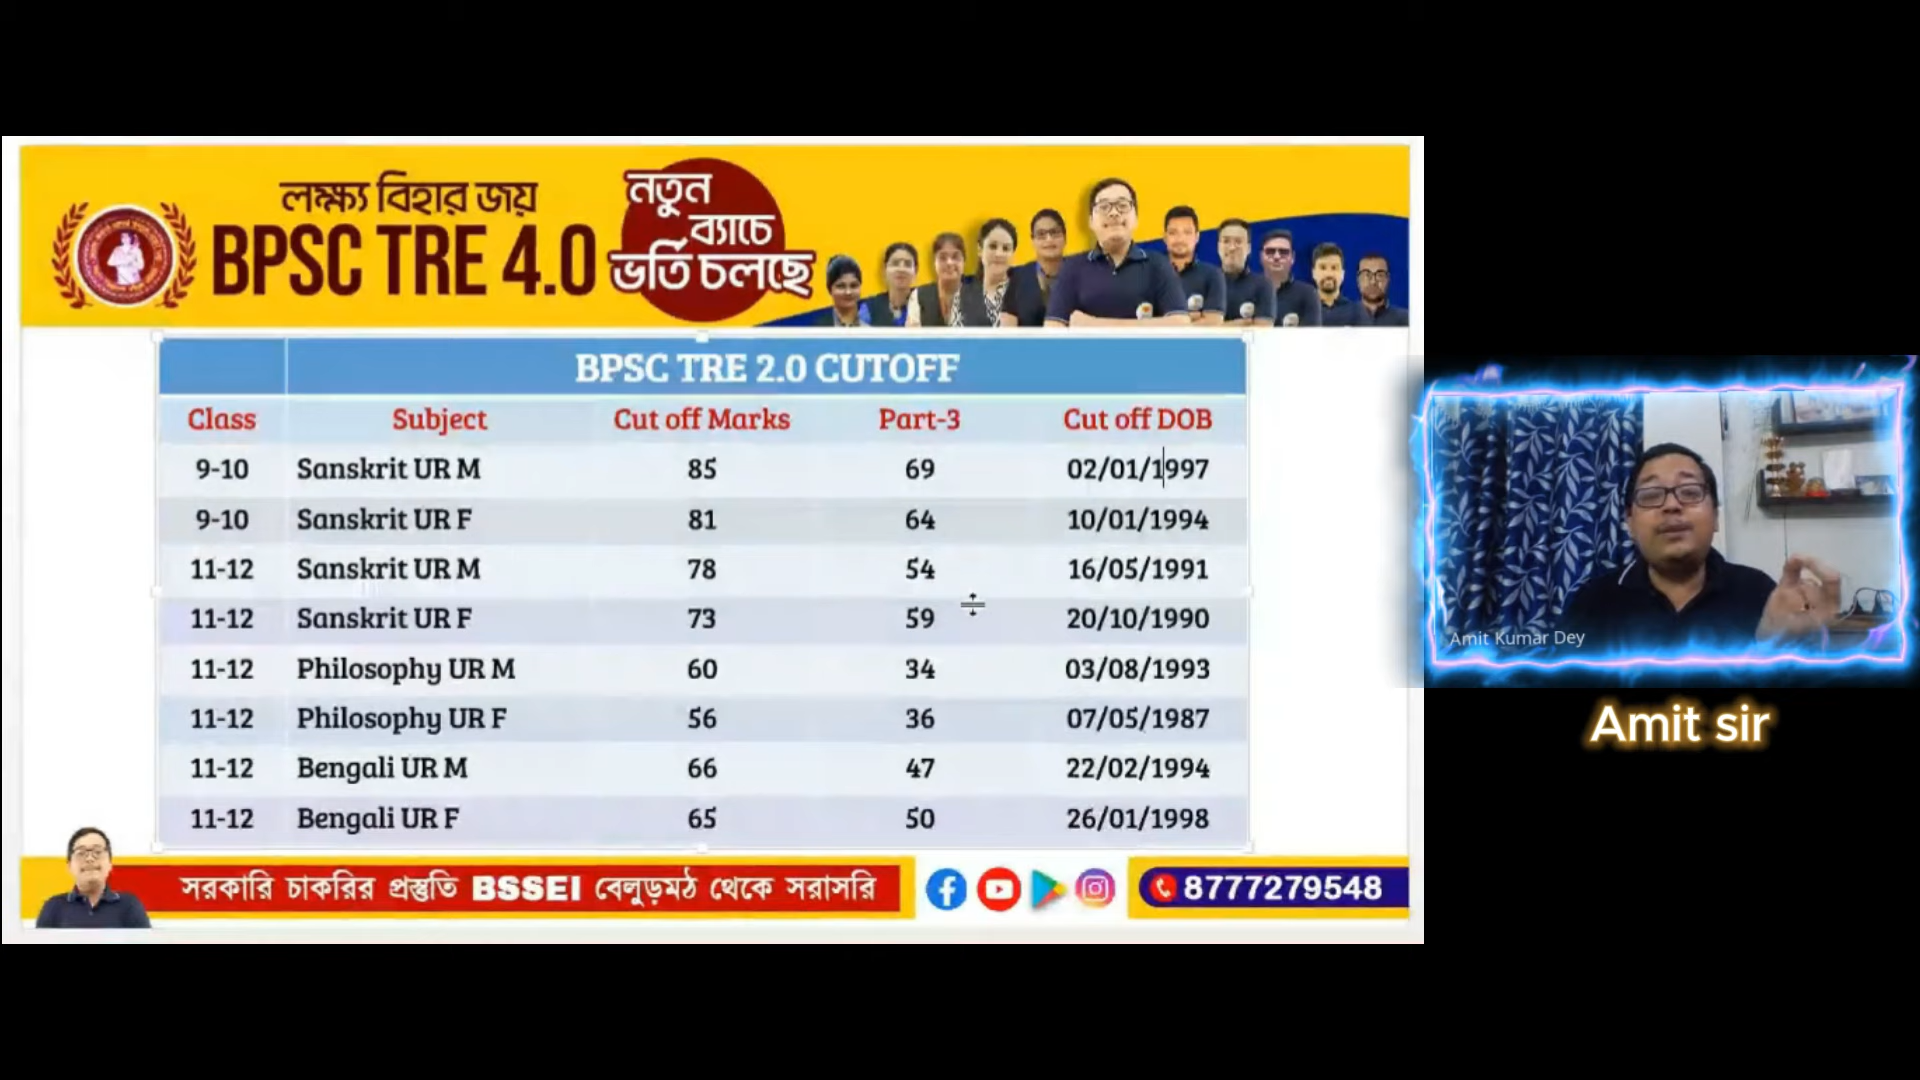 লক্ষ্য বিহার জয়
BPSC TRE 4.0
নতুন
ব্যাচে
ভর্তি চলছে
BPSC TRE 2.0 CUTOFF
Class Subject Cut off Marks Part-3 Cut off DOB
9-10 Sanskrit UR M 85 69 02/01/1997
9-10 Sanskrit UR F 81 64 10/01/1994
11-12 Sanskrit UR M 78 54 16/05/1991
11-12 Sanskrit UR F 73 59 20/10/1990
11-12 Philosophy UR M 60 34 03/08/1993
11-12 Philosophy UR F 56 36 07/05/1987
11-12 Bengali UR M 66 47 22/02/1994
11-12 Bengali UR F 65 50 26/01/1998
সরকারি চাকরির প্রস্তুতি BSSEI বেলুড়মঠ থেকে সরাসরি
8777279548
Amit Kumar Dey
Amit sir